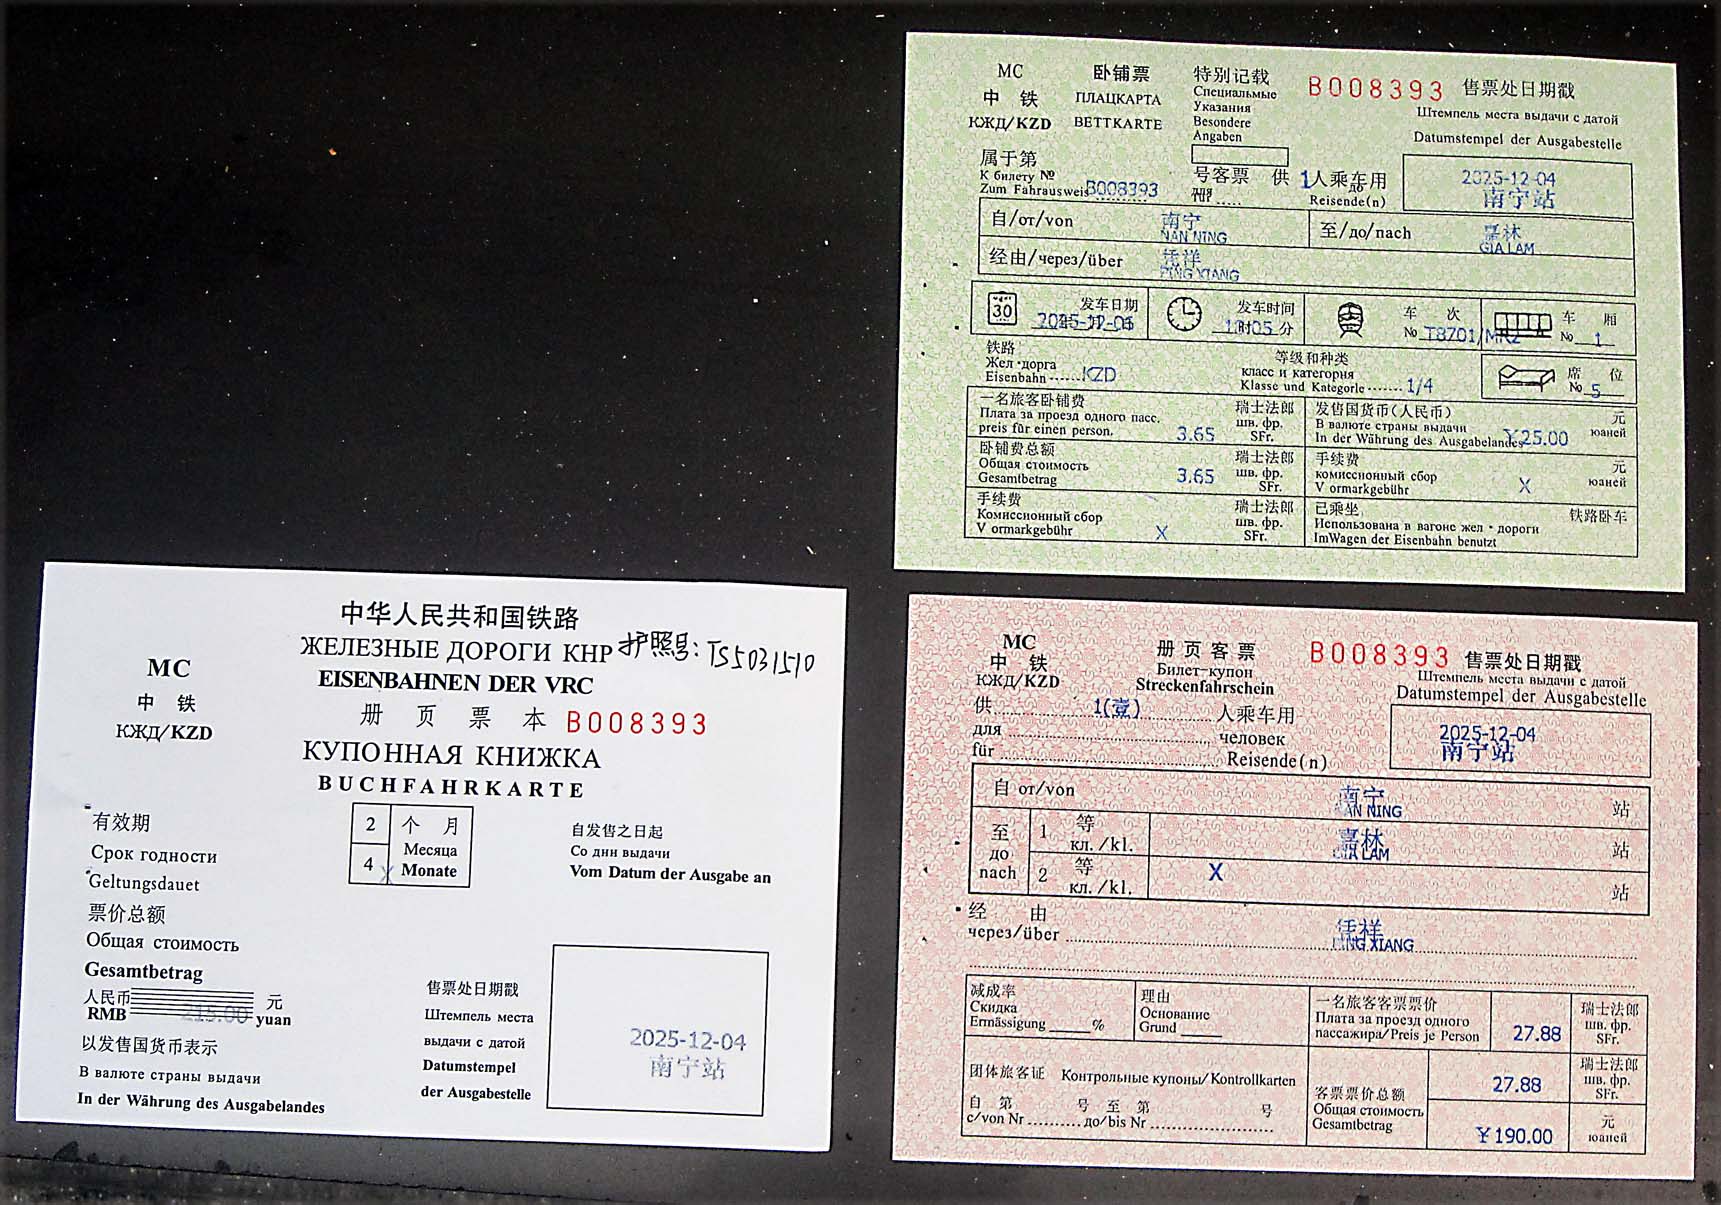 中华人民共和国铁路
ЖЕЛЕЗНЫЕ ДОРОГИ КНР
护照号: TS5031510
EISENBAHNEN DER VRC
MC
中 铁
КЖД/KZD
册 页 票 本 B008393
КУПОННАЯ КНИЖКА
BUCHFAHRKARTE
有效期
Срок годности
Geltungsdauet
2
4 X
个 月
Месяца
Monate
自发售之日起
Со дни выдачи
Vom Datum der Ausgabe an
票价总额
Общая стоимость
Gesamtbetrag
人民币 元
RMB 215.00 yuan
以发售国货币表示
В валюте страны выдачи
In der Währung des Ausgabelandes
售票处日期戳
Штемпель места
выдачи с датой
Datumstempel
der Ausgabestelle
2025-12-04
南宁站
MC
中 铁
КЖД/KZD
卧铺票
ПЛАЦКАРТА
BETTKARTE
特别记载
Специальмые
Указания
Besondere
Angaben
B008393
售票处日期戳
Штемпель места выдачи с датой
Datumstempel der Ausgabestelle
2025-12-04
南宁站
属于第
К билету №
Zum Fahrausweis B008393
号客票 供 1 人乘车用
Reisende(n)
自/от/von 南宁
NAN NING
至/до/nach 嘉林
GIA LAM
经由/через/über 凭祥
PING XIANG
30
发车日期
发车时间
18:05 分
车 次
№ T8701/MR2
车 厢
№ 1
铁路
Жел·дорга
Eisenbahn KZD
等级和种类
класс и категория
Klasse und Kategorle 1/4
席 位
№ 5
一名旅客卧铺费
Плата за проезд одного пасс.
preis für einen person. 3.65
瑞士法郎
шв. фр.
SFr.
发售国货币(人民币)
В валюте страны выдачи
In der Währung des Ausgabelandes ¥25.00
元
юаней
卧铺费总额
Общая стоимость
Gesamtbetrag 3.65
瑞士法郎
шв. фр.
SFr.
手续费
комиссионный сбор
V ormarkgebühr X
元
юаней
手续费
Комиссионный сбор
V ormarkgebühr X
瑞士法郎
шв. фр.
SFr.
已乘坐 铁路卧车
Использована в вагоне жел·дороги
ImWagen der Eisenbahn benutzt
MC
中 铁
КЖД/KZD
册 页 客 票
Билет-купон
Streckenfahrschein
B008393
售票处日期戳
Штемпель места выдачи с датой
Datumstempel der Ausgabestelle
2025-12-04
南宁站
供 1(壹) 人乘车用
для человек
für Reisende(n)
自 от/von 南宁 站
NAN NING
至
до
nach
1 等
кл./kl.
嘉林 站
GIA LAM
2 等
кл./kl.
X 站
经 由
через/über 凭祥
PING XIANG
减成率
Скидка
Ermässigung %
理由
Основание
Grund
一名旅客客票票价
Плата за проезд одного
пассажира/Preis je Person
27.88
瑞士法郎
шв. фр.
SFr.
团体旅客证 Контрольные купоны/Kontrollkarten
自 第 号 至 第 号
с/von Nr до/bis Nr
客票票价总额
Общая стоимость
Gesamtbetrag
27.88
瑞士法郎
шв. фр.
SFr.
¥190.00
元
юаней